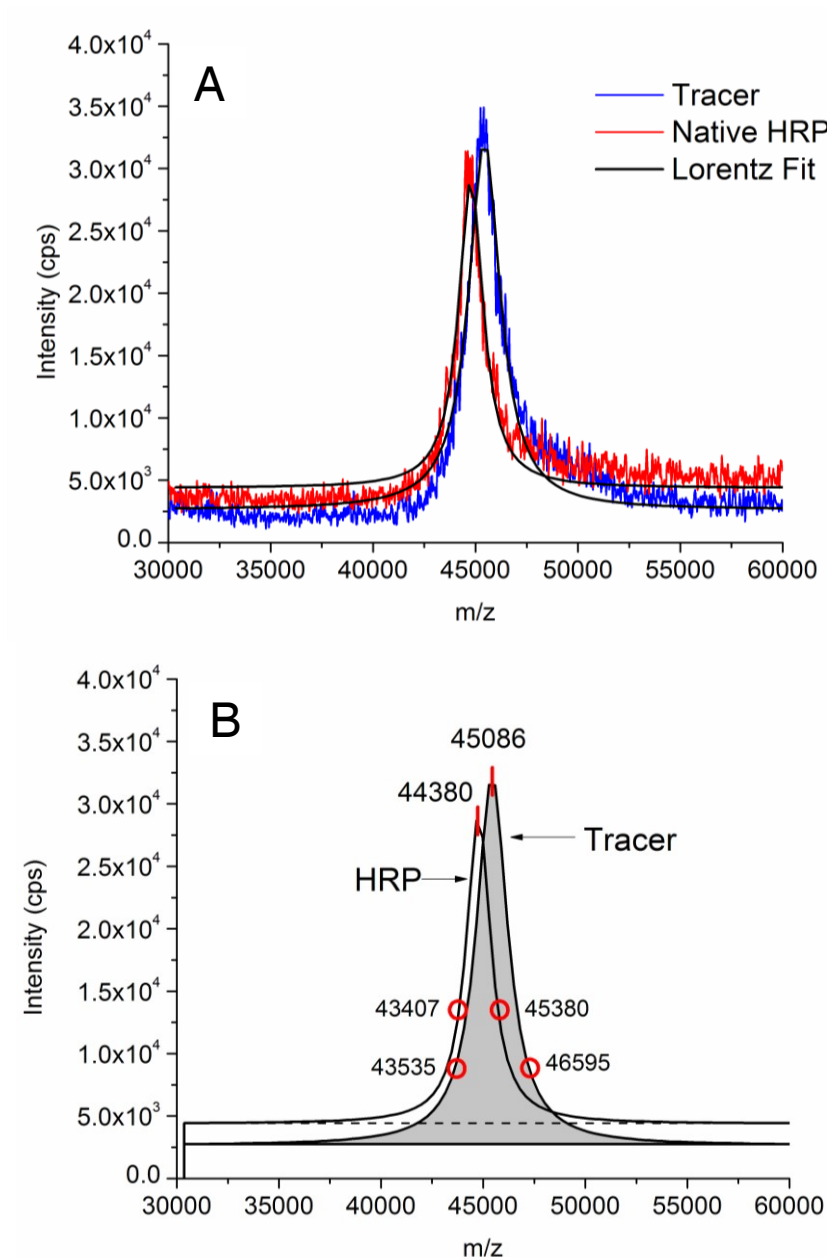 A
4.0x10⁴
3.5x10⁴
3.0x10⁴
2.5x10⁴
2.0x10⁴
1.5x10⁴
1.0x10⁴
5.0x10³
0.0
Intensity (cps)
Tracer
Native HRP
Lorentz Fit
30000 35000 40000 45000 50000 55000 60000
m/z
B
4.0x10⁴
3.5x10⁴
3.0x10⁴
2.5x10⁴
2.0x10⁴
1.5x10⁴
1.0x10⁴
5.0x10³
0.0
Intensity (cps)
45086
44380
Tracer
HRP
43407 45380
43535 46595
30000 35000 40000 45000 50000 55000 60000
m/z